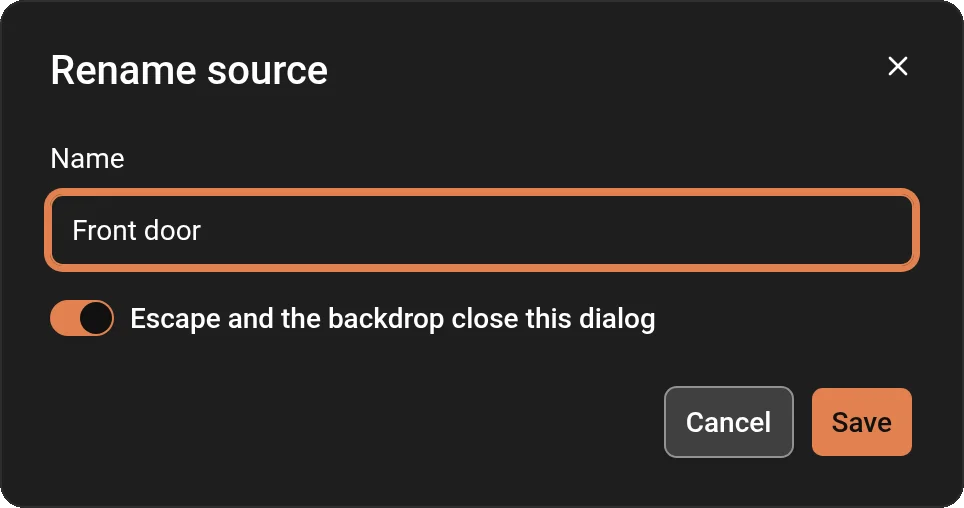 Rename source
Name
Front door
Escape and the backdrop close this dialog
Cancel
Save